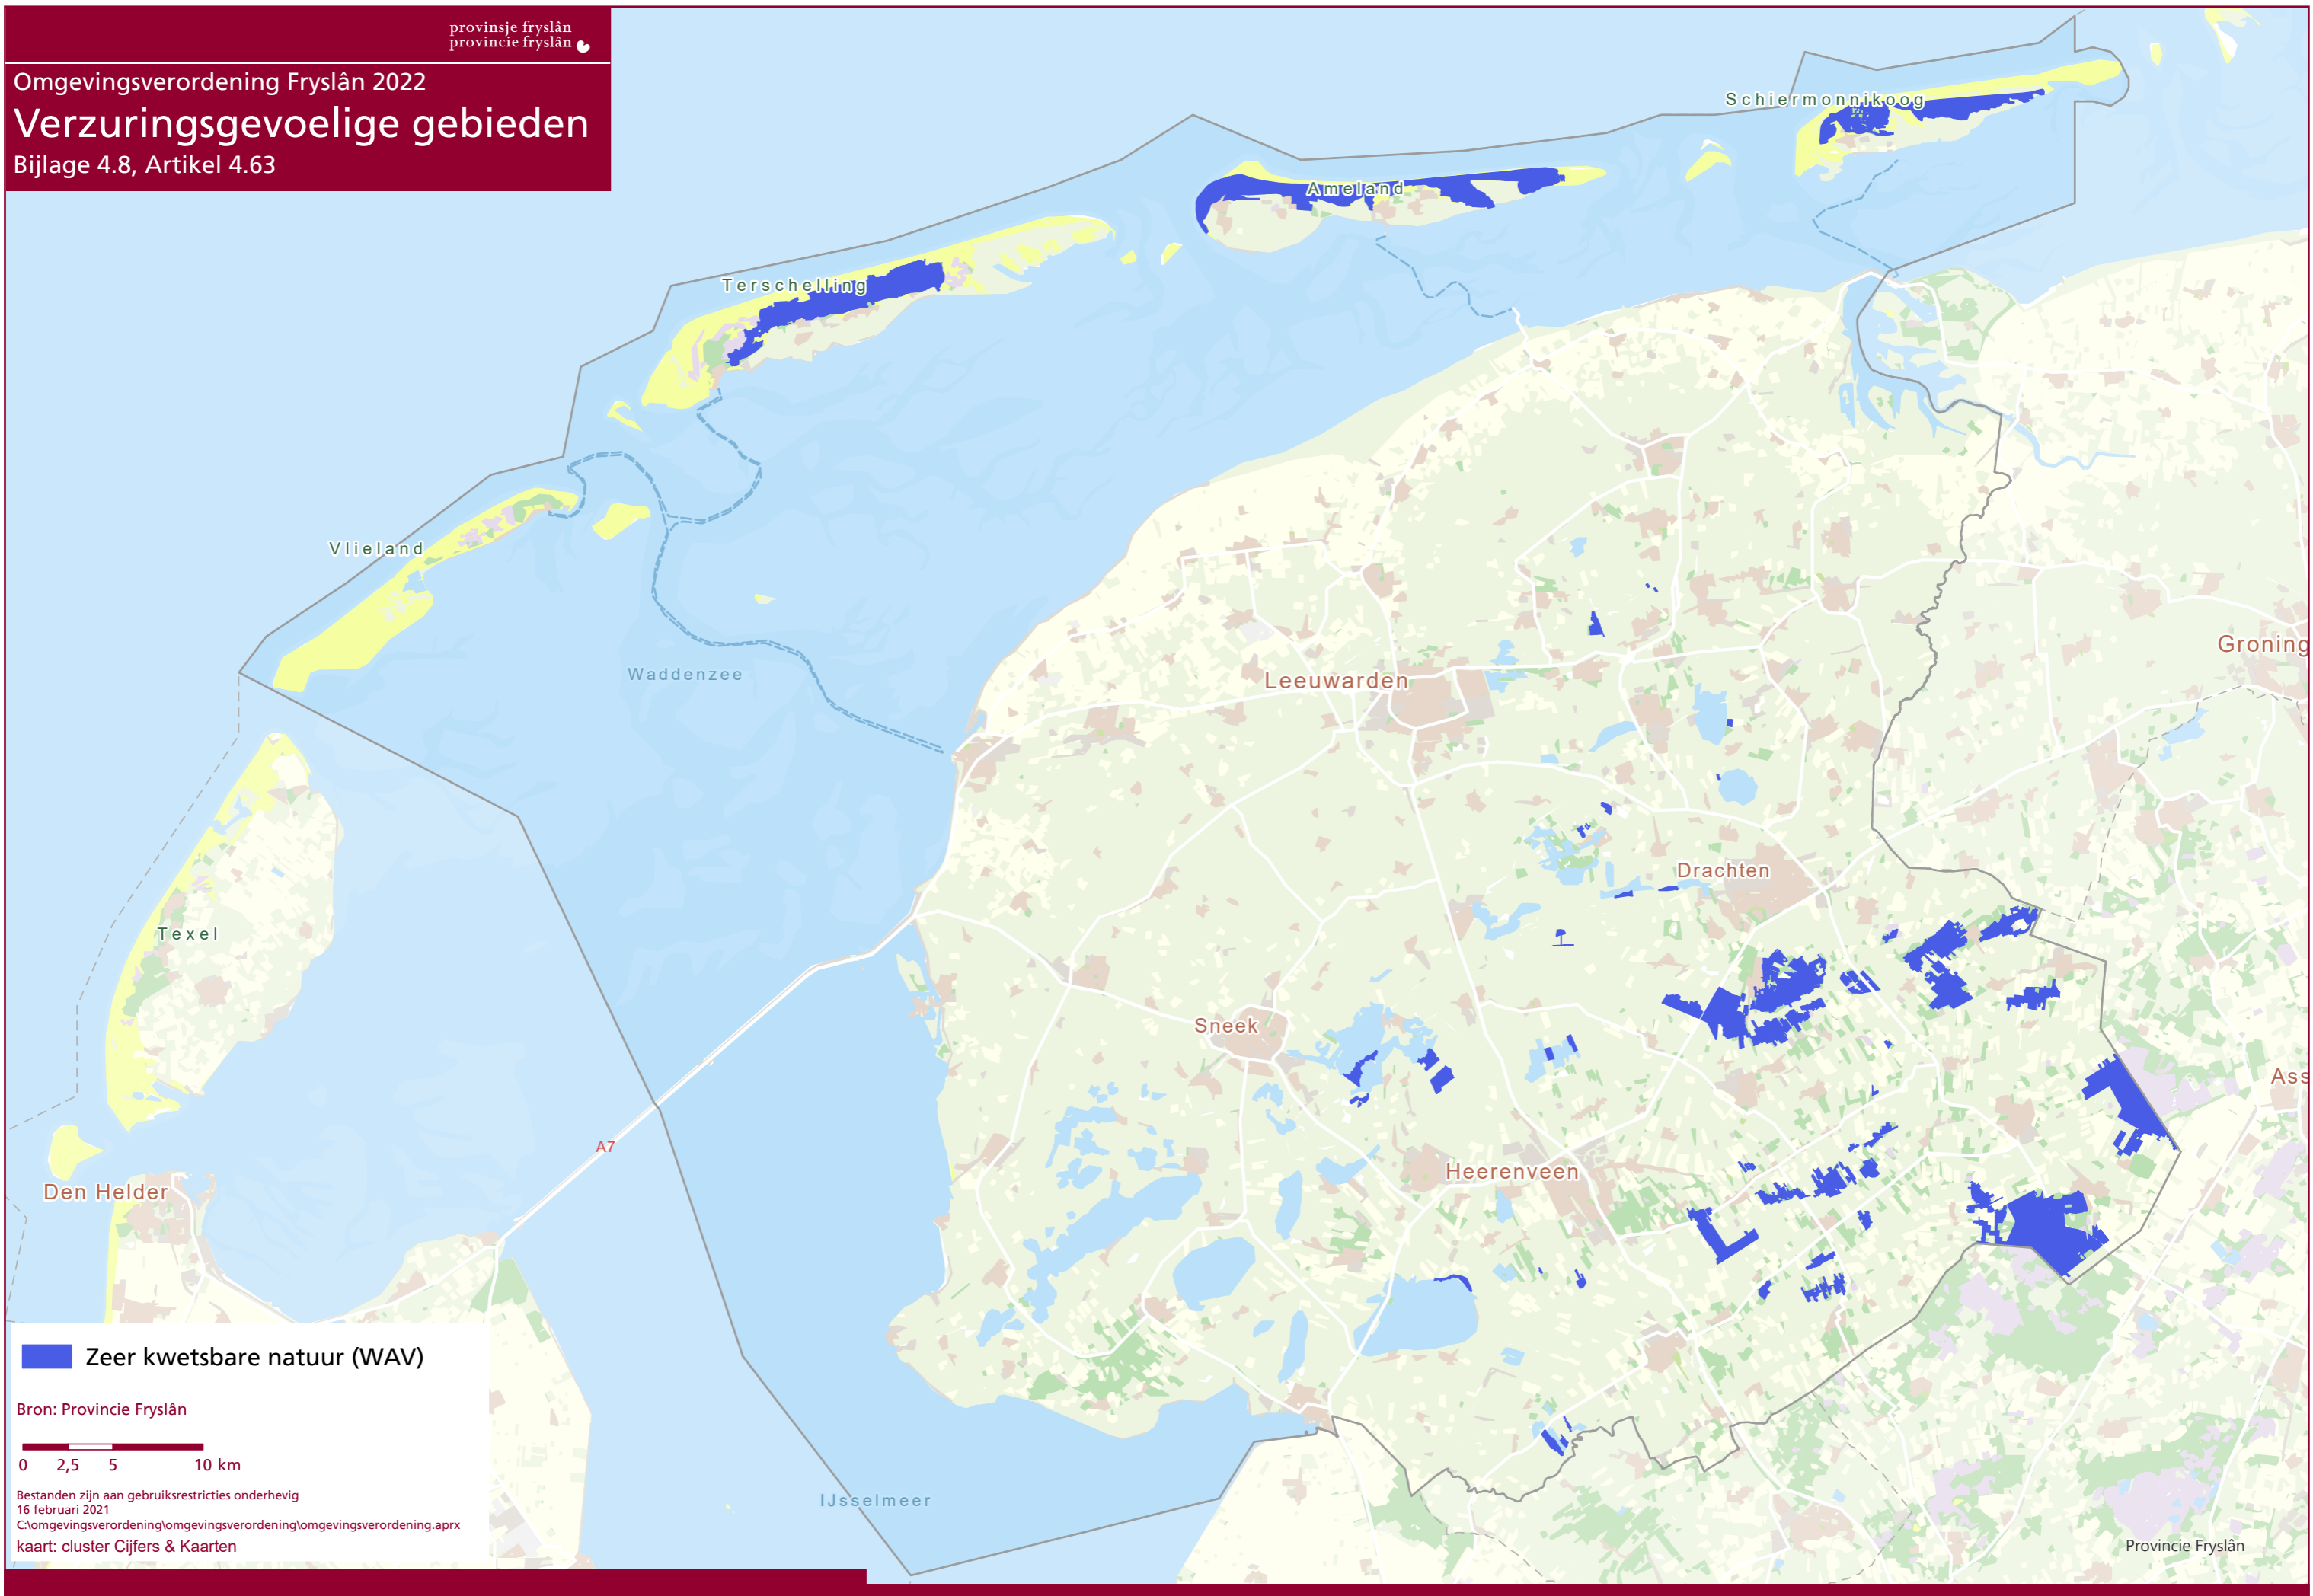 provinsje fryslân
provincie fryslân
Omgevingsverordening Fryslân 2022
Verzuringsgevoelige gebieden
Bijlage 4.8, Artikel 4.63
Schiermonnikoog
Ameland
Terschelling
Vlieland
Waddenzee
Leeuwarden
Groning
Drachten
Texel
Sneek
Ass
A7
Heerenveen
Den Helder
IJsselmeer
Zeer kwetsbare natuur (WAV)
Bron: Provincie Fryslân
0 2,5 5 10 km
Bestanden zijn aan gebruiksrestricties onderhevig
16 februari 2021
C:\omgevingsverordening\omgevingsverordening\omgevingsverordening.aprx
kaart: cluster Cijfers & Kaarten
Provincie Fryslân